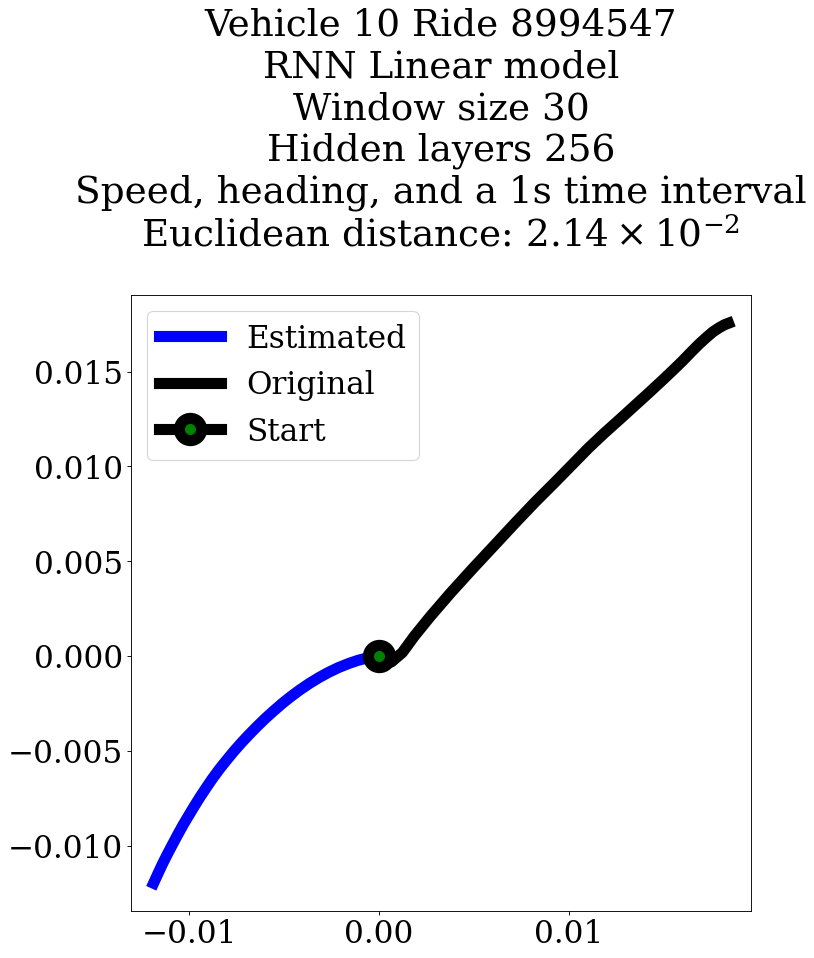 Vehicle 10 Ride 8994547
RNN Linear model
Window size 30
Hidden layers 256
Speed, heading, and a 1s time interval
Euclidean distance: 2.14 × 10⁻²
Estimated
Original
Start
0.015
0.010
0.005
0.000
−0.005
−0.010
−0.01
0.00
0.01